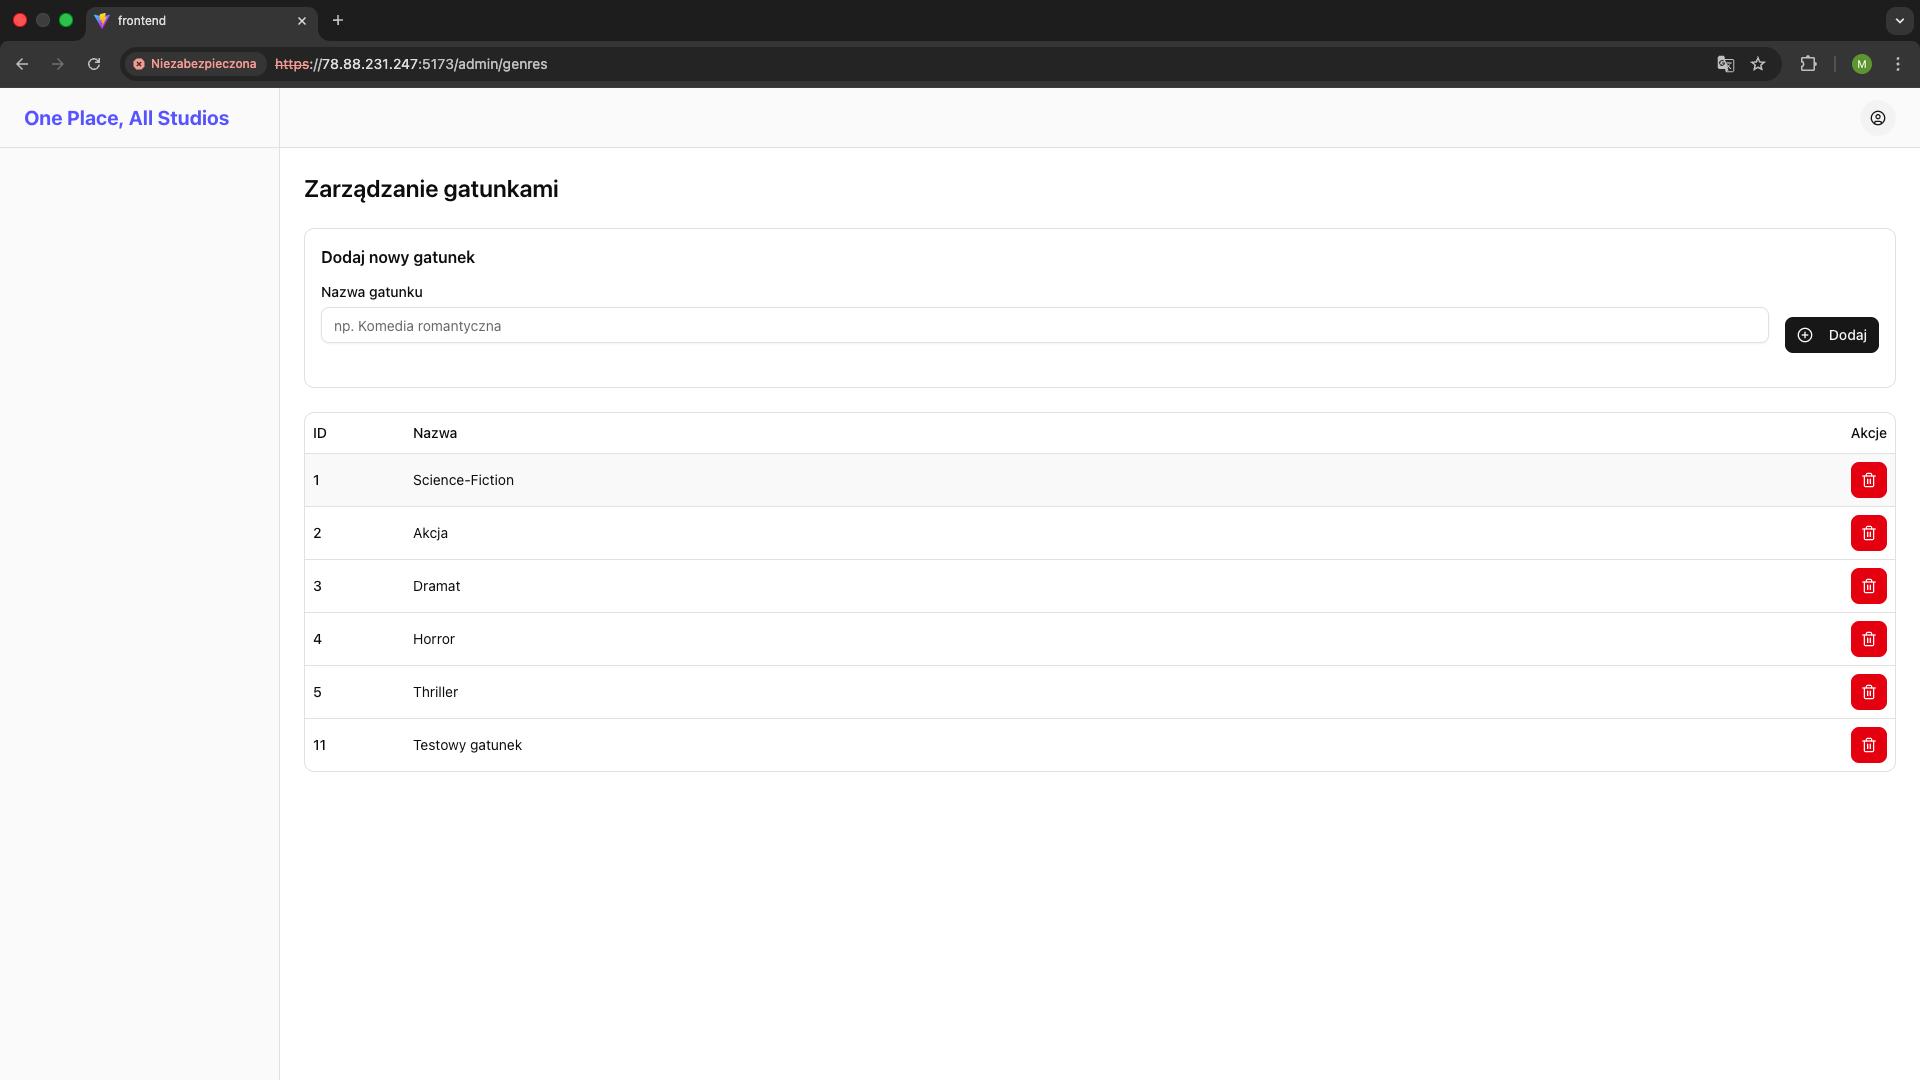 frontend
Niezabezpieczona https://78.88.231.247:5173/admin/genres
M
One Place, All Studios
Zarządzanie gatunkami
Dodaj nowy gatunek
Nazwa gatunku
np. Komedia romantyczna
Dodaj
ID Nazwa Akcje
1 Science-Fiction
2 Akcja
3 Dramat
4 Horror
5 Thriller
11 Testowy gatunek